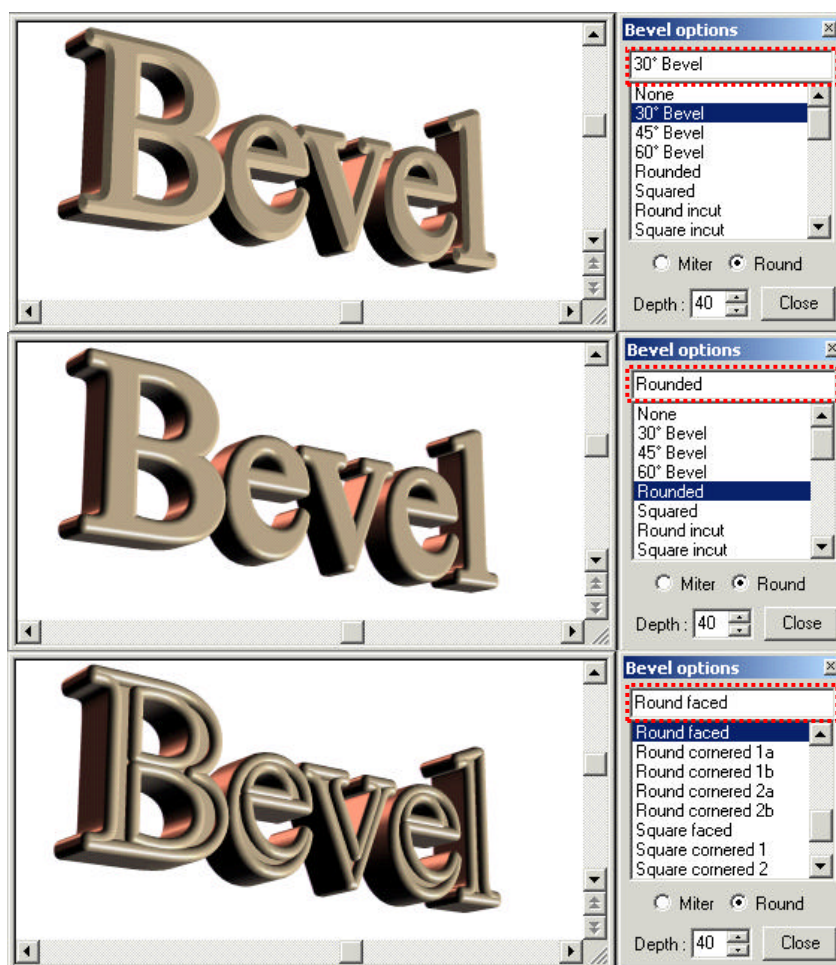 Bevel
Bevel options
30° Bevel
None
30° Bevel
45° Bevel
60° Bevel
Rounded
Squared
Round incut
Square incut
Miter Round
Depth : 40 Close
Bevel
Bevel options
Rounded
None
30° Bevel
45° Bevel
60° Bevel
Rounded
Squared
Round incut
Square incut
Miter Round
Depth : 40 Close
Bevel
Bevel options
Round faced
Round faced
Round cornered 1a
Round cornered 1b
Round cornered 2a
Round cornered 2b
Square faced
Square cornered 1
Square cornered 2
Miter Round
Depth : 40 Close